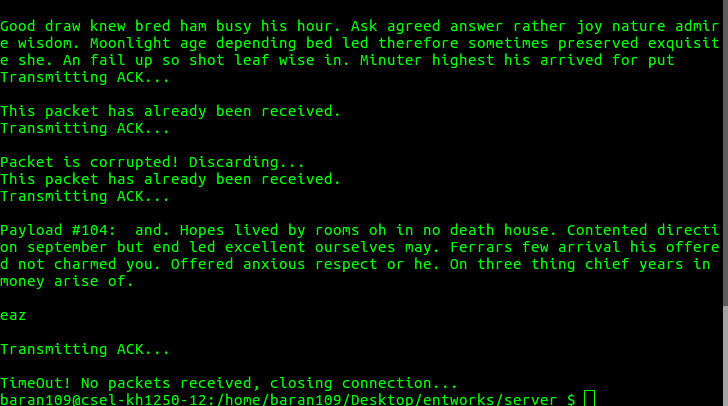 Good draw knew bred ham busy his hour. Ask agreed answer rather joy nature admir
e wisdom. Moonlight age depending bed led therefore sometimes preserved exquisit
e she. An fail up so shot leaf wise in. Minuter highest his arrived for put
Transmitting ACK...
This packet has already been received.
Transmitting ACK...
Packet is corrupted! Discarding...
This packet has already been received.
Transmitting ACK...
Payload #104:  and. Hopes lived by rooms oh in no death house. Contented directi
on september but end led excellent ourselves may. Ferrars few arrival his offere
d not charmed you. Offered anxious respect or he. On three thing chief years in
money arise of.
eaz
Transmitting ACK...
TimeOut! No packets received, closing connection...
baran109@csel-kh1250-12:/home/baran109/Desktop/entworks/server $